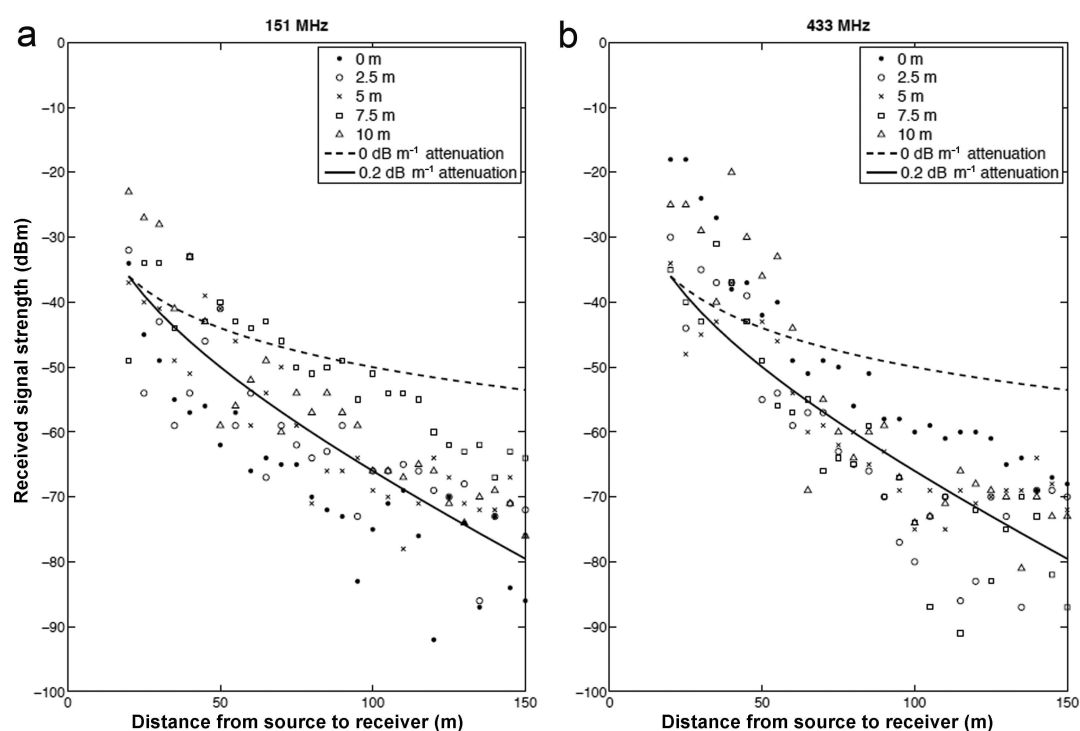 a
151 MHz
0 m
2.5 m
5 m
7.5 m
10 m
0 dB m⁻¹ attenuation
0.2 dB m⁻¹ attenuation
0
−10
−20
−30
−40
−50
−60
−70
−80
−90
−100
Received signal strength (dBm)
0
50
100
150
Distance from source to receiver (m)
b
433 MHz
0 m
2.5 m
5 m
7.5 m
10 m
0 dB m⁻¹ attenuation
0.2 dB m⁻¹ attenuation
0
−10
−20
−30
−40
−50
−60
−70
−80
−90
−100
0
50
100
150
Distance from source to receiver (m)